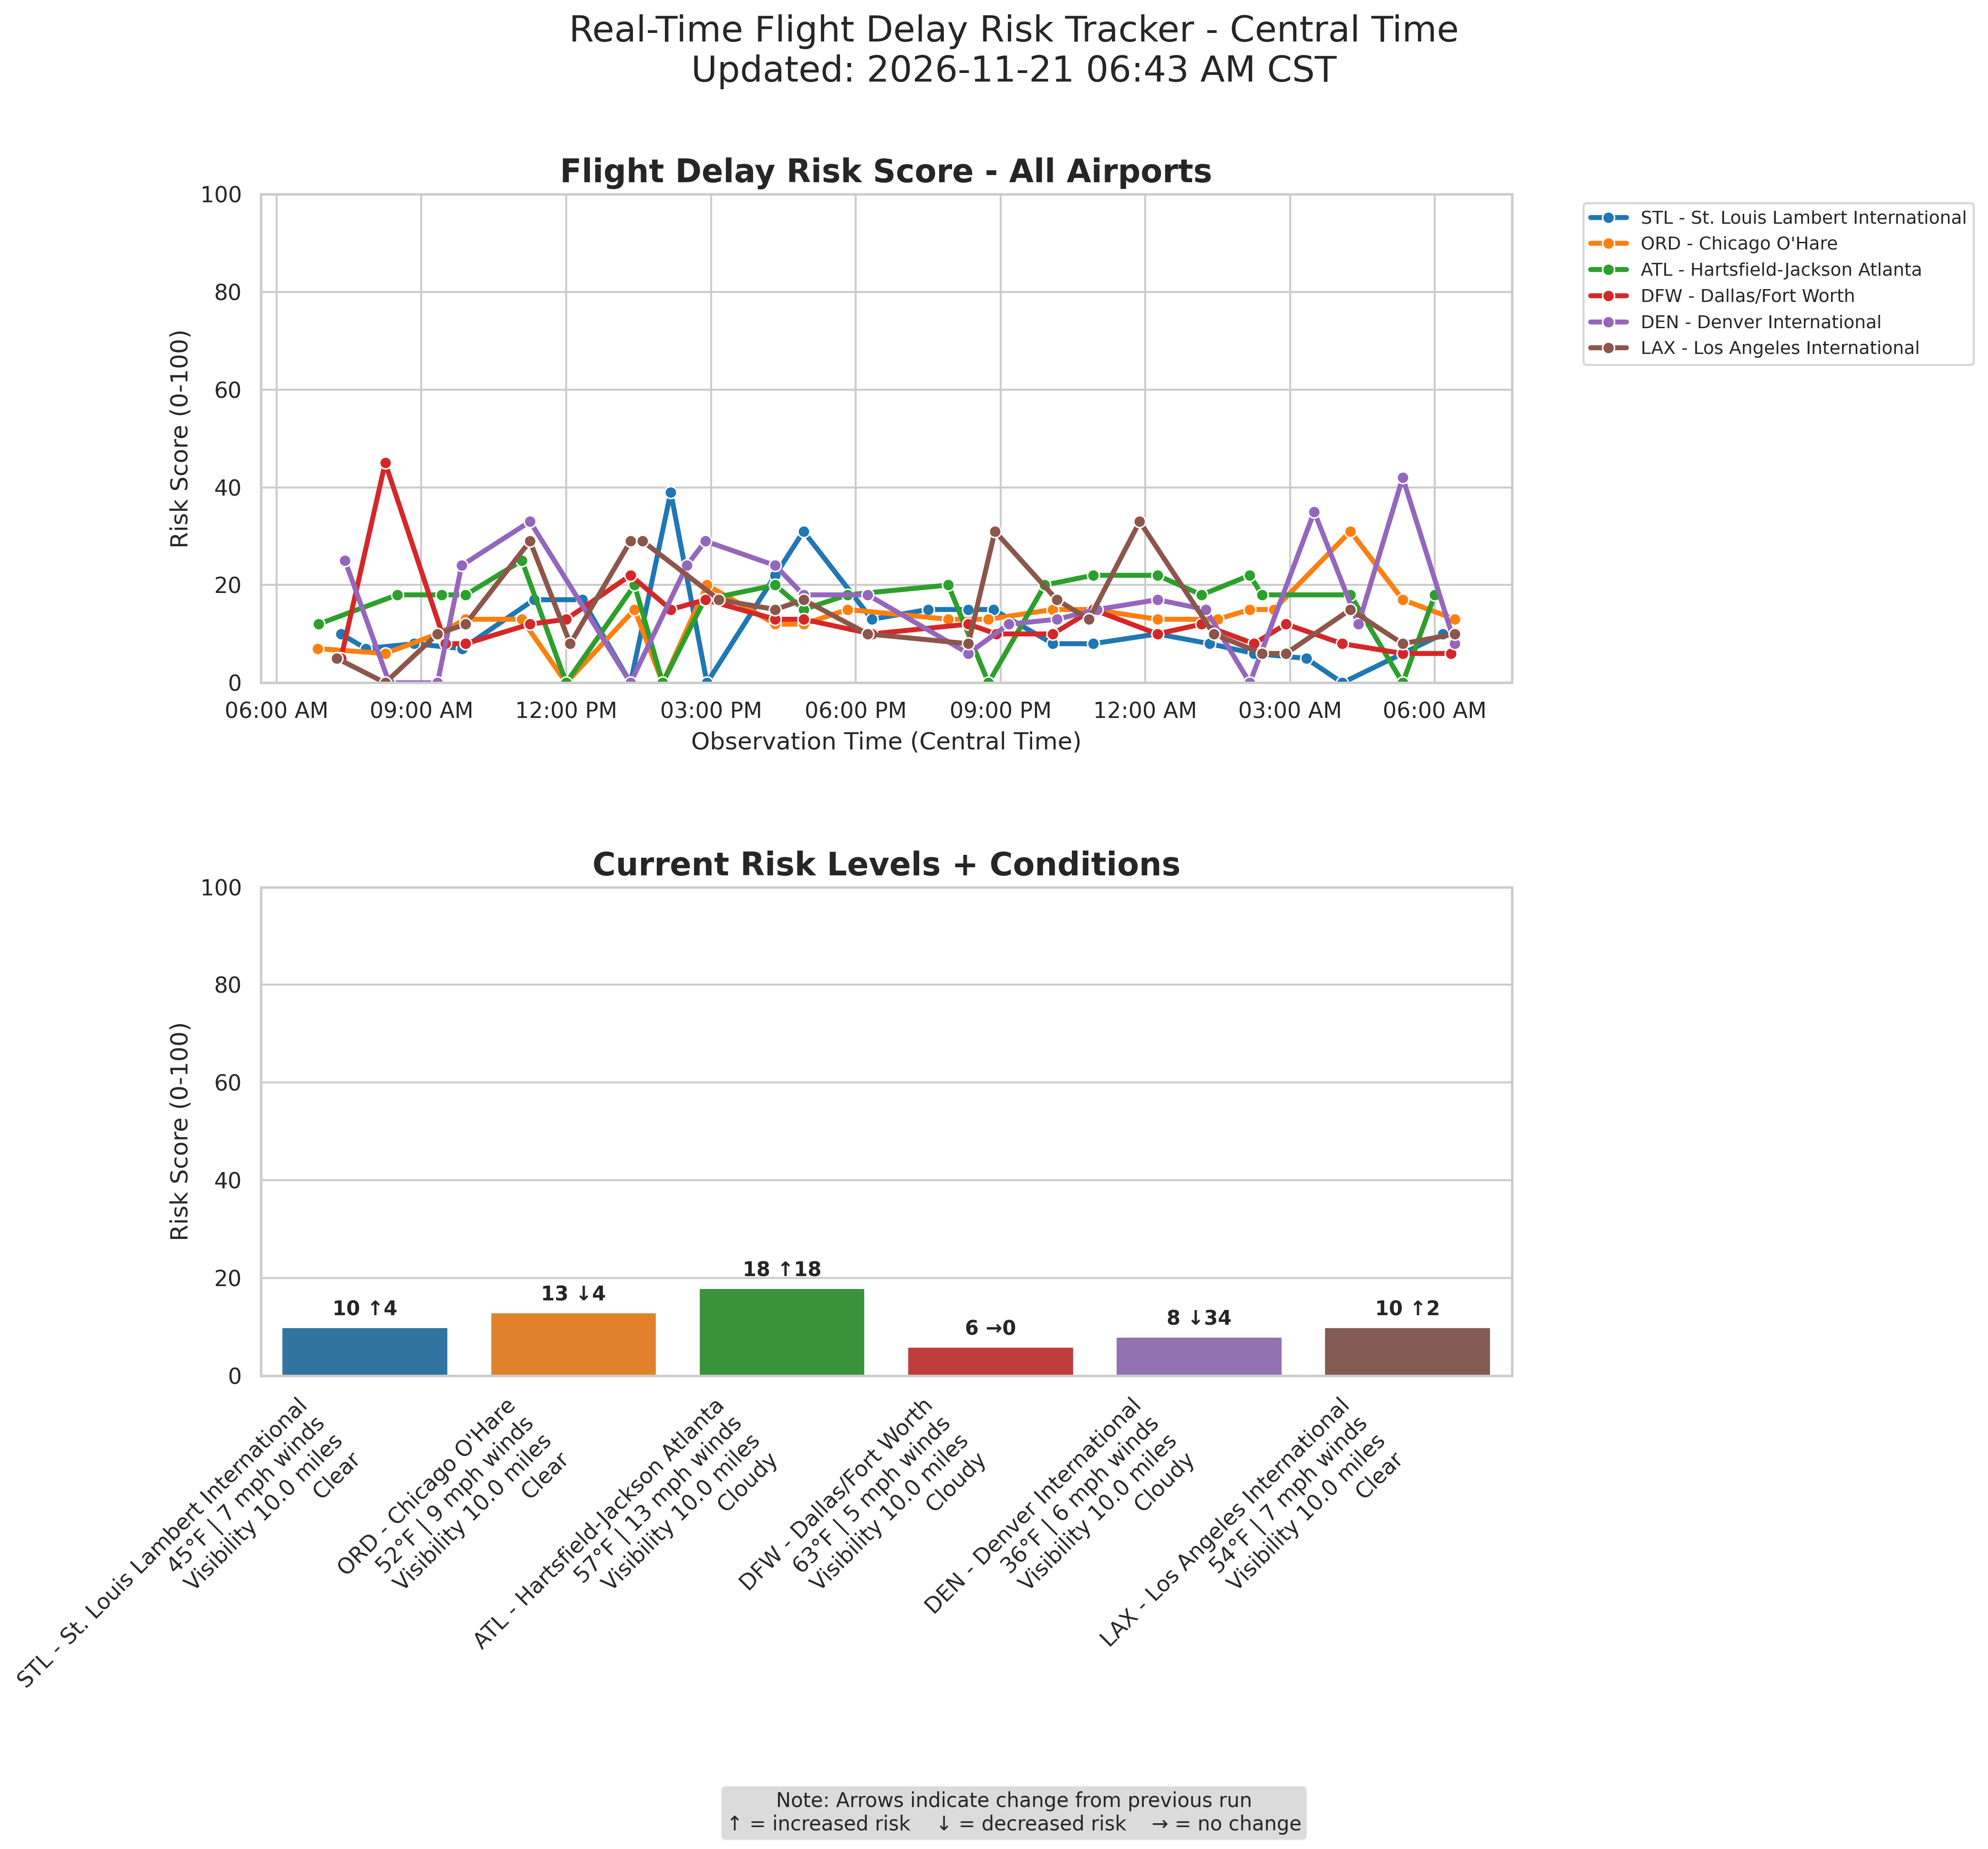 Real-Time Flight Delay Risk Tracker - Central Time
Updated: 2026-11-21 06:43 AM CST
Flight Delay Risk Score - All Airports
Risk Score (0-100)
100
80
60
40
20
0
06:00 AM
09:00 AM
12:00 PM
03:00 PM
06:00 PM
09:00 PM
12:00 AM
03:00 AM
06:00 AM
Observation Time (Central Time)
STL - St. Louis Lambert International
ORD - Chicago O'Hare
ATL - Hartsfield-Jackson Atlanta
DFW - Dallas/Fort Worth
DEN - Denver International
LAX - Los Angeles International
Current Risk Levels + Conditions
Risk Score (0-100)
100
80
60
40
20
0
10 ↑4
13 ↓4
18 ↑18
6 →0
8 ↓34
10 ↑2
STL - St. Louis Lambert International
45°F | 7 mph winds
Visibility 10.0 miles
Clear
ORD - Chicago O'Hare
52°F | 9 mph winds
Visibility 10.0 miles
Clear
ATL - Hartsfield-Jackson Atlanta
57°F | 13 mph winds
Visibility 10.0 miles
Cloudy
DFW - Dallas/Fort Worth
63°F | 5 mph winds
Visibility 10.0 miles
Cloudy
DEN - Denver International
36°F | 6 mph winds
Visibility 10.0 miles
Cloudy
LAX - Los Angeles International
54°F | 7 mph winds
Visibility 10.0 miles
Clear
Note: Arrows indicate change from previous run
↑ = increased risk    ↓ = decreased risk    → = no change